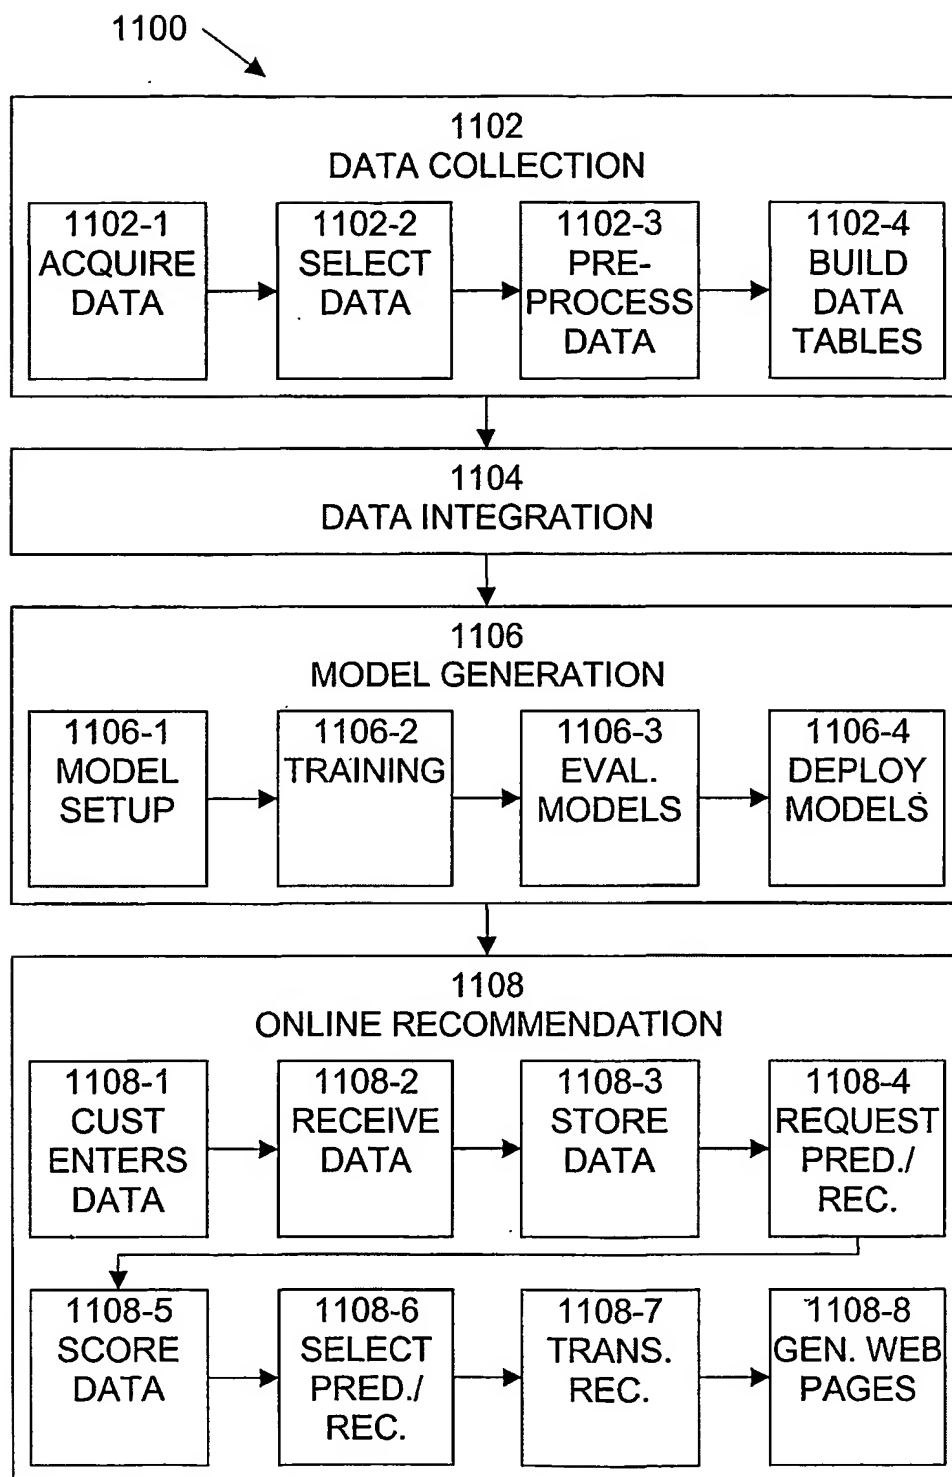 1100
1102
DATA COLLECTION
1102-1
ACQUIRE
DATA
1102-2
SELECT
DATA
1102-3
PRE-
PROCESS
DATA
1102-4
BUILD
DATA
TABLES
1104
DATA INTEGRATION
1106
MODEL GENERATION
1106-1
MODEL
SETUP
1106-2
TRAINING
1106-3
EVAL.
MODELS
1106-4
DEPLOY
MODELS
1108
ONLINE RECOMMENDATION
1108-1
CUST
ENTERS
DATA
1108-2
RECEIVE
DATA
1108-3
STORE
DATA
1108-4
REQUEST
PRED./
REC.
1108-5
SCORE
DATA
1108-6
SELECT
PRED./
REC.
1108-7
TRANS.
REC.
1108-8
GEN. WEB
PAGES